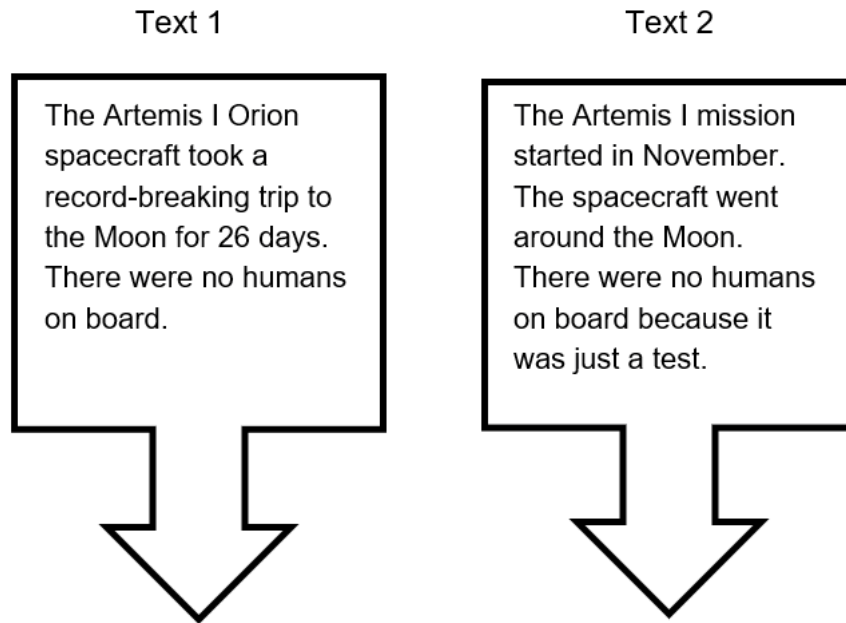 Text 1
The Artemis I Orion
spacecraft took a
record-breaking trip to
the Moon for 26 days.
There were no humans
on board.
Text 2
The Artemis I mission
started in November.
The spacecraft went
around the Moon.
There were no humans
on board because it
was just a test.